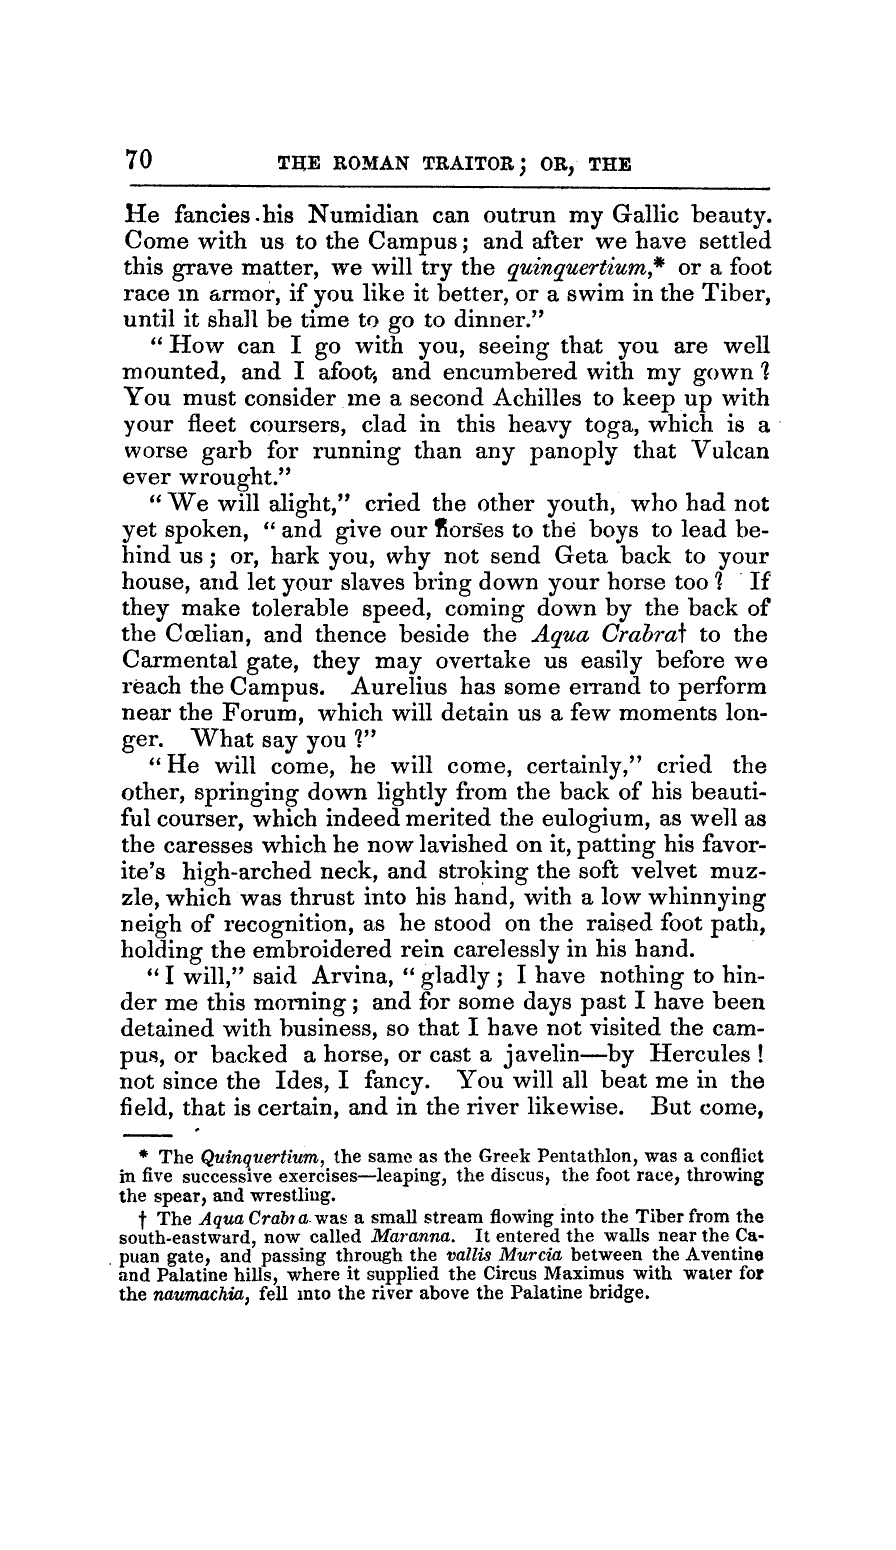 70 THE ROMAN TRAITOR; OR, THE
He fancies his Numidian can outrun my Gallic beauty.
Come with us to the Campus; and after we have settled
this grave matter, we will try the quinquertium,* or a foot
race in armor, if you like it better, or a swim in the Tiber,
until it shall be time to go to dinner.”
“How can I go with you, seeing that you are well
mounted, and I afoot, and encumbered with my gown?
You must consider me a second Achilles to keep up with
your fleet coursers, clad in this heavy toga, which is a
worse garb for running than any panoply that Vulcan
ever wrought.”
“We will alight,” cried the other youth, who had not
yet spoken, “and give our horses to the boys to lead be-
hind us; or, hark you, why not send Geta back to your
house, and let your slaves bring down your horse too? If
they make tolerable speed, coming down by the back of
the Cœlian, and thence beside the Aqua Crabra† to the
Carmental gate, they may overtake us easily before we
reach the Campus. Aurelius has some errand to perform
near the Forum, which will detain us a few moments lon-
ger. What say you?”
“He will come, he will come, certainly,” cried the
other, springing down lightly from the back of his beauti-
ful courser, which indeed merited the eulogium, as well as
the caresses which he now lavished on it, patting his favor-
ite’s high-arched neck, and stroking the soft velvet muz-
zle, which was thrust into his hand, with a low whinnying
neigh of recognition, as he stood on the raised foot path,
holding the embroidered rein carelessly in his hand.
“I will,” said Arvina, “gladly; I have nothing to hin-
der me this morning; and for some days past I have been
detained with business, so that I have not visited the cam-
pus, or backed a horse, or cast a javelin—by Hercules!
not since the Ides, I fancy. You will all beat me in the
field, that is certain, and in the river likewise. But come,
* The Quinquertium, the same as the Greek Pentathlon, was a conflict
in five successive exercises—leaping, the discus, the foot race, throwing
the spear, and wrestling.
† The Aqua Crabra was a small stream flowing into the Tiber from the
south-eastward, now called Maranna. It entered the walls near the Ca-
puan gate, and passing through the vallis Murcia between the Aventine
and Palatine hills, where it supplied the Circus Maximus with water for
the naumachia, fell into the river above the Palatine bridge.